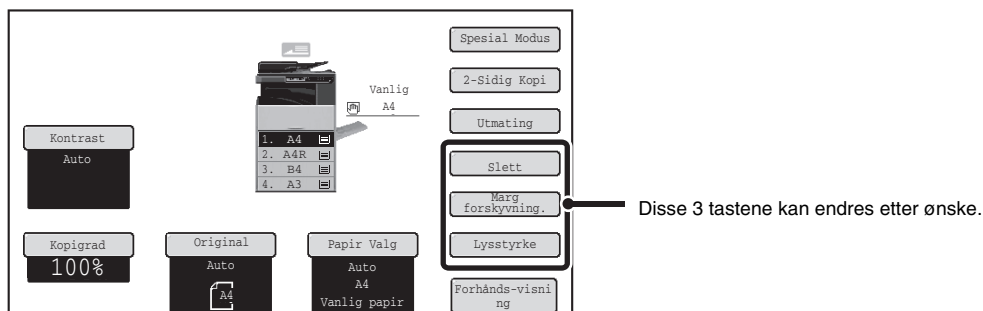 Spesial Modus
2-Sidig Kopi
Utmating
Vanlig
A4
1. A4
2. A4R
3. B4
4. A3
Kontrast
Auto
Slett
Marg
forskyvning.
Lysstyrke
Disse 3 tastene kan endres etter ønske.
Kopigrad
100%
Original
Auto
A4
Papir Valg
Auto
A4
Vanlig papir
Forhånds-visni
ng